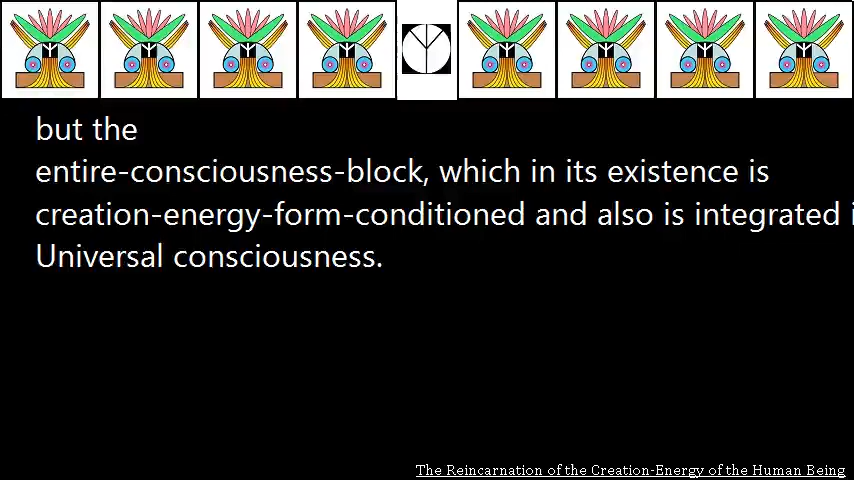 but the
entire-consciousness-block, which in its existence is
creation-energy-form-conditioned and also is integrated
Universal consciousness.
The Reincarnation of the Creation-Energy of the Human Being